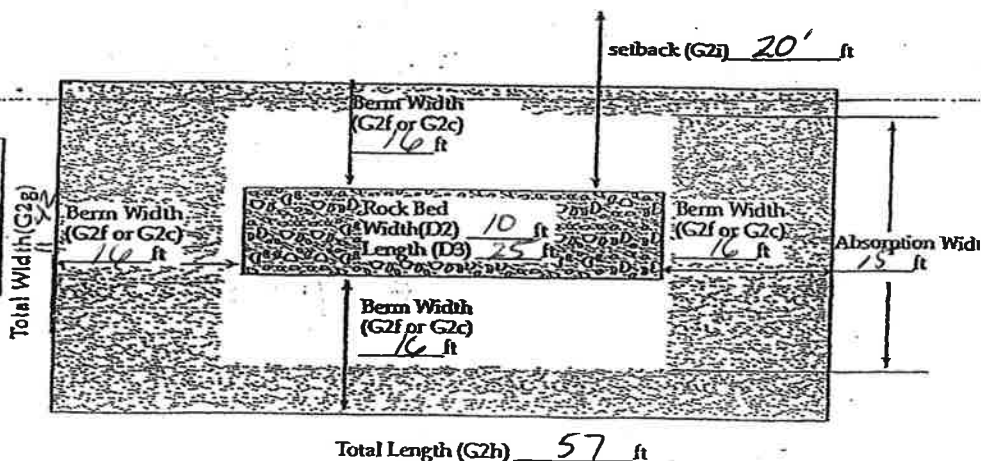 setback (G2i) 20' ft
Berm Width
(G2f or G2c)
16 ft
Total Width (G2g)
42 ft
Berm Width
(G2f or G2c)
16 ft
Rock Bed
Width(D2) 10 ft
Length (D3) 25 ft
Berm Width
(G2f or G2c)
16 ft
Absorption Widt
15 ft
Berm Width
(G2f or G2c)
16 ft
Total Length (G2h) 57 ft